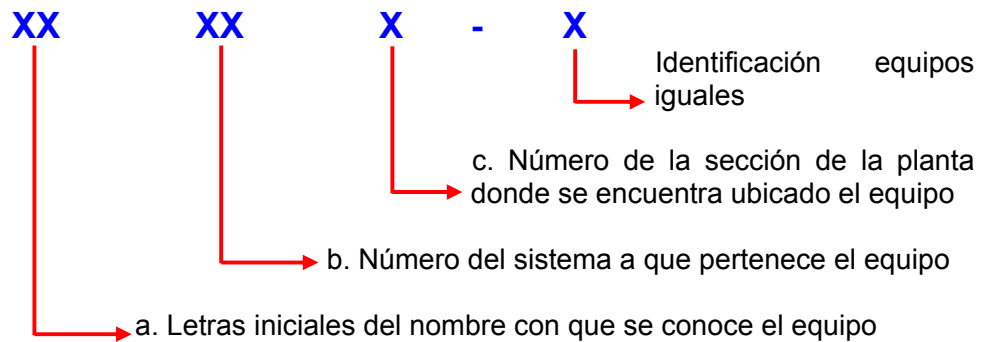 XX XX X - X
Identificación equipos
iguales
c. Número de la sección de la planta
donde se encuentra ubicado el equipo
b. Número del sistema a que pertenece el equipo
a. Letras iniciales del nombre con que se conoce el equipo